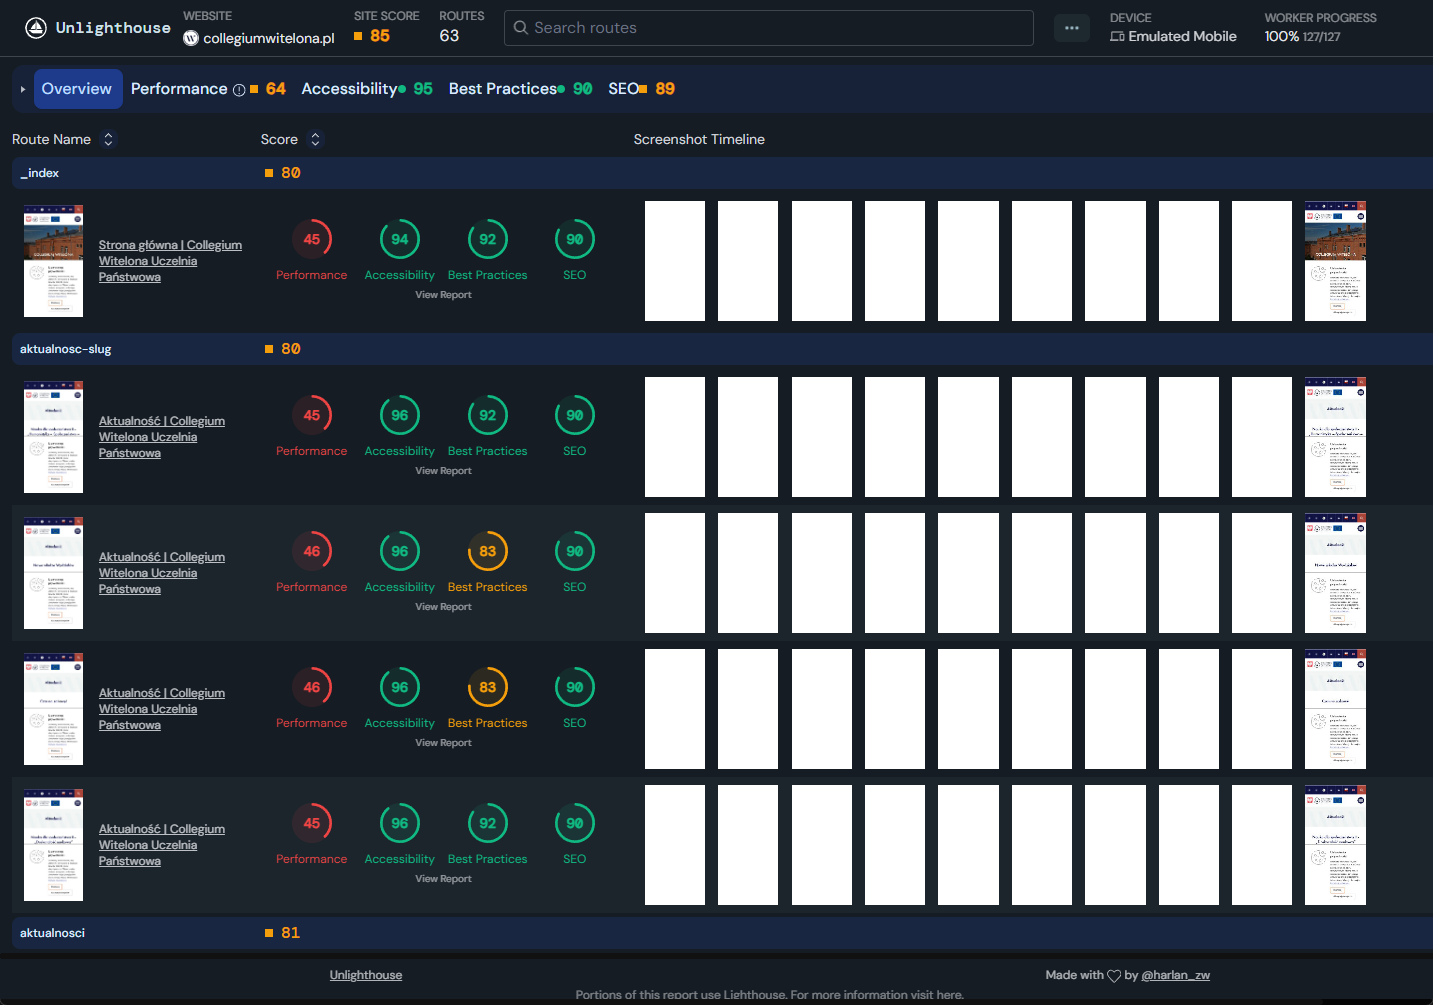 Unlighthouse
WEBSITE
collegiumwitelona.pl
SITE SCORE
85
ROUTES
63
Search routes
DEVICE
Emulated Mobile
WORKER PROGRESS
100% 127/127
Overview
Performance 64
Accessibility 95
Best Practices 90
SEO 89
Route Name
Score
Screenshot Timeline
_index
80
Strona główna | Collegium
Witelona Uczelnia
Państwowa
45
94
92
90
Performance
Accessibility
Best Practices
SEO
View Report
aktualnosc-slug
80
Aktualność | Collegium
Witelona Uczelnia
Państwowa
45
96
92
90
Performance
Accessibility
Best Practices
SEO
View Report
Aktualność | Collegium
Witelona Uczelnia
Państwowa
46
96
83
90
Performance
Accessibility
Best Practices
SEO
View Report
Aktualność | Collegium
Witelona Uczelnia
Państwowa
46
96
83
90
Performance
Accessibility
Best Practices
SEO
View Report
Aktualność | Collegium
Witelona Uczelnia
Państwowa
45
96
92
90
Performance
Accessibility
Best Practices
SEO
View Report
aktualnosci
81
Unlighthouse
Made with ♡ by @harlan_zw
Portions of this report use Lighthouse. For more information visit here.